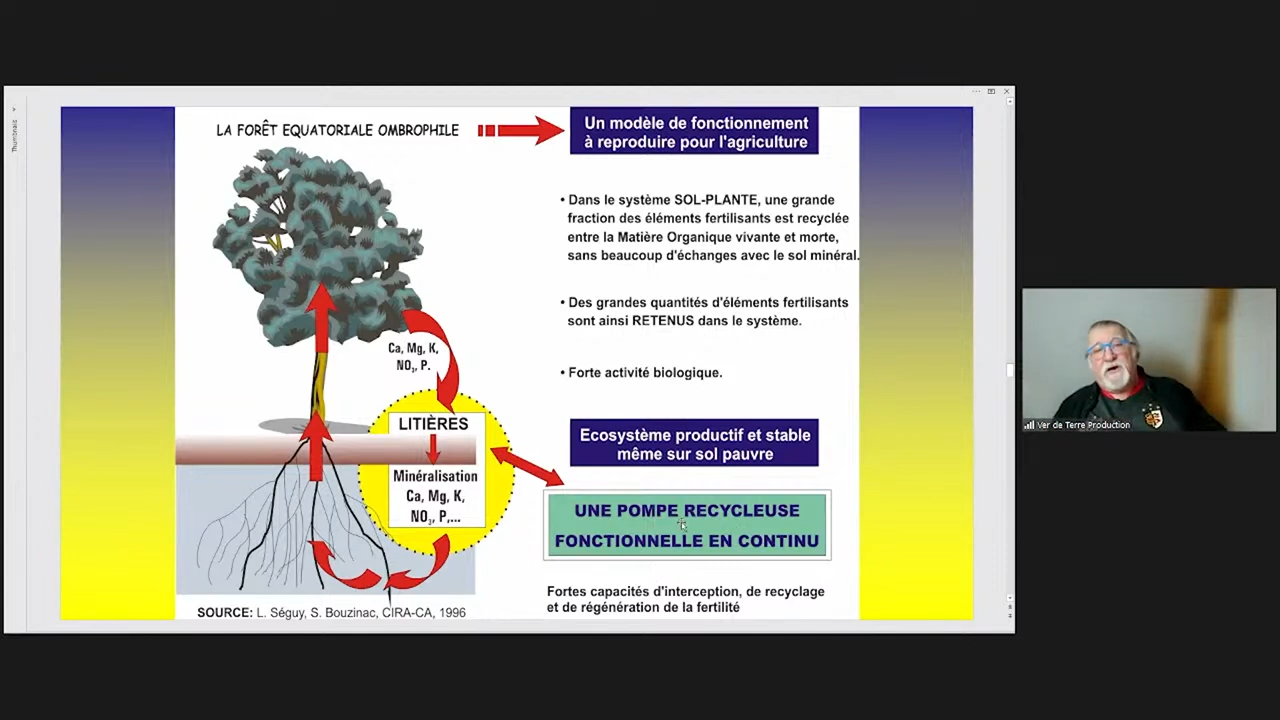 Thumbnails
LA FORÊT EQUATORIALE OMBROPHILE
Un modèle de fonctionnement
à reproduire pour l'agriculture
• Dans le système SOL-PLANTE, une grande
fraction des éléments fertilisants est recyclée
entre la Matière Organique vivante et morte,
sans beaucoup d'échanges avec le sol minéral.
• Des grandes quantités d'éléments fertilisants
sont ainsi RETENUS dans le système.
• Forte activité biologique.
Ca, Mg, K,
NO₃, P.
LITIÈRES
Minéralisation
Ca, Mg, K,
NO₃, P,...
Ecosystème productif et stable
même sur sol pauvre
UNE POMPE RECYCLEUSE
FONCTIONNELLE EN CONTINU
Fortes capacités d'interception, de recyclage
et de régénération de la fertilité
SOURCE: L. Séguy, S. Bouzinac, CIRA-CA, 1996
Ver de Terre Production